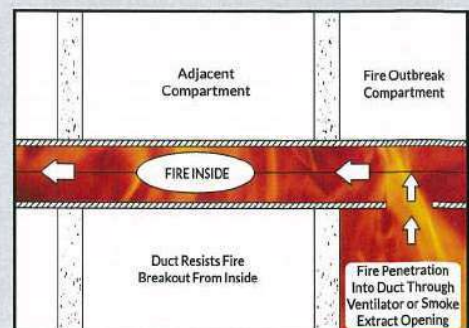 Adjacent
Compartment
Fire Outbreak
Compartment
FIRE INSIDE
Duct Resists Fire
Breakout From Inside
Fire Penetration
Into Duct Through
Ventilator or Smoke
Extract Opening